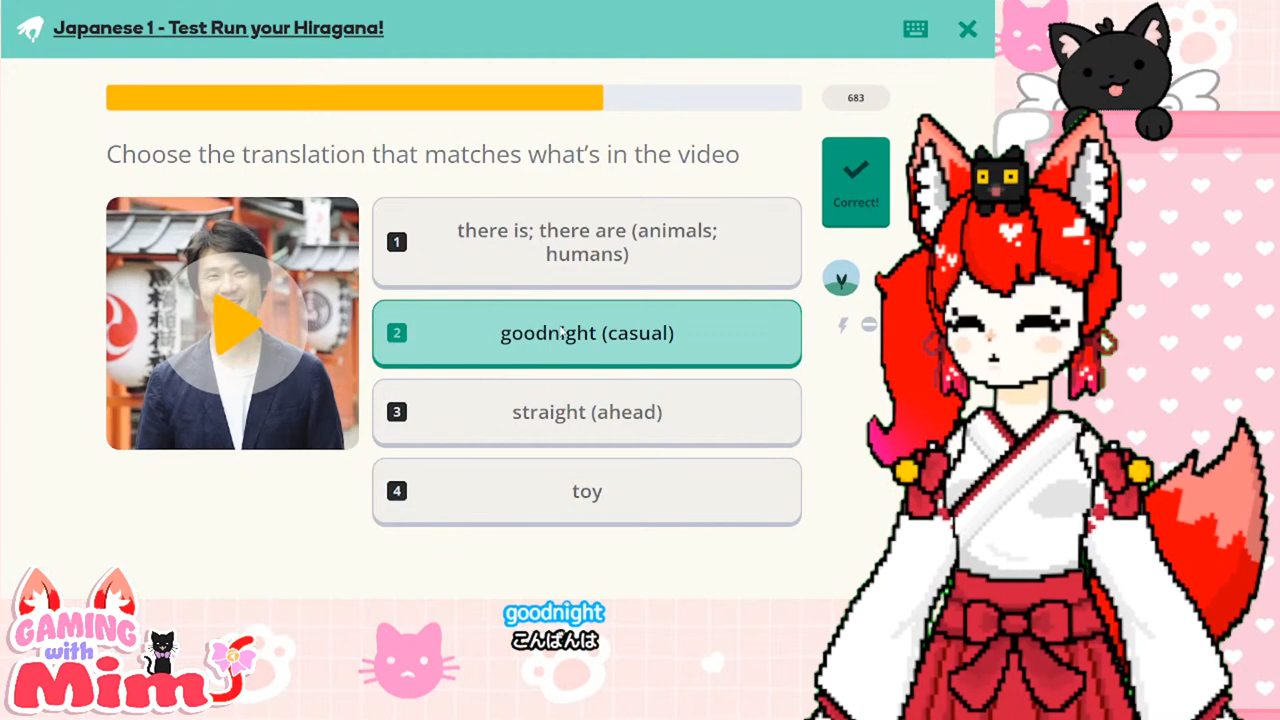 Japanese 1 - Test Run your Hiragana!
683
Choose the translation that matches what's in the video
Correct!
1
there is; there are (animals;
humans)
2
goodnight (casual)
3
straight (ahead)
4
toy
goodnight
こんばんは
GAMING
with
Mim